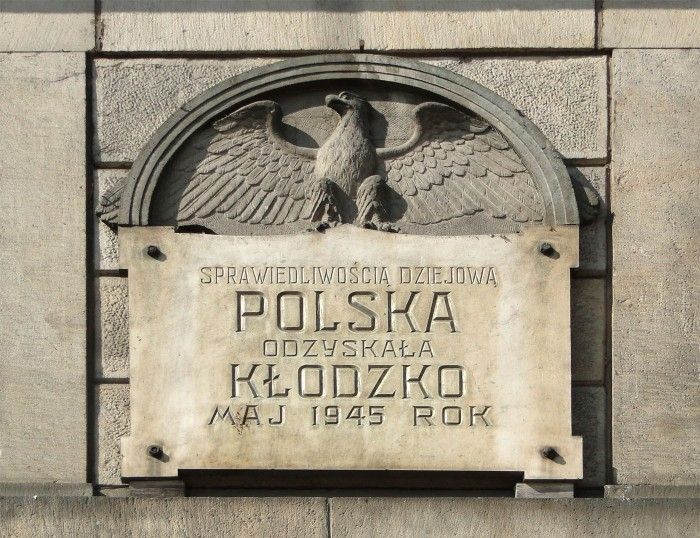 SPRAWIEDLIWOŚCIĄ DZIEJOWĄ
POLSKA
ODZYSKAŁA
KŁODZKO
MAJ 1945 ROK